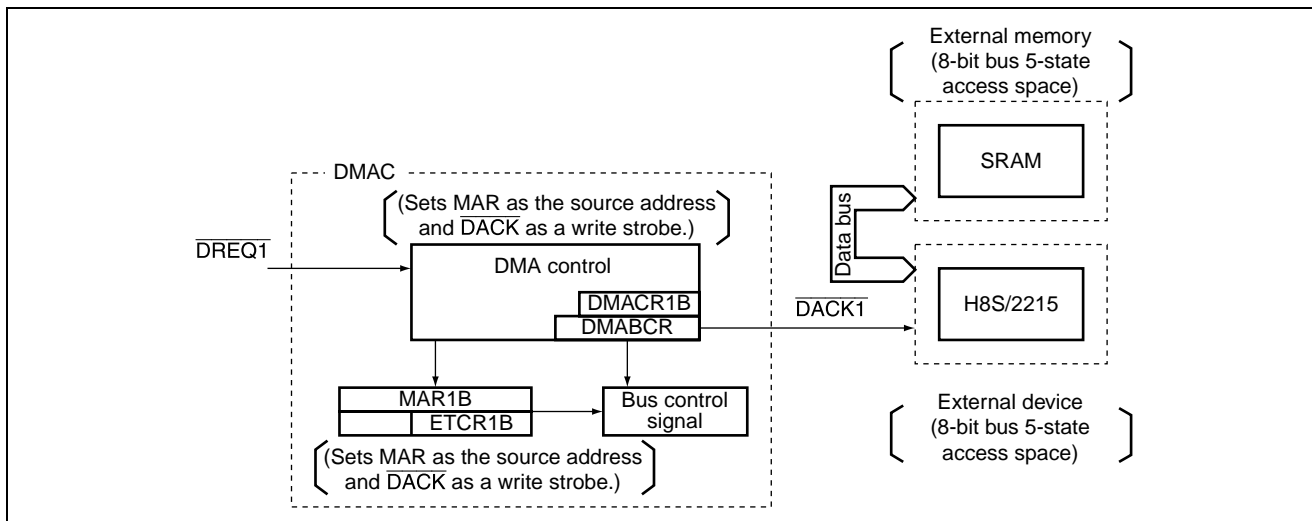 External memory
(8-bit bus 5-state
access space)
SRAM
DMAC
(Sets MAR as the source address
and DACK as a write strobe.)
DREQ1
DMA control
DMACR1B
DMABCR
Data bus
DACK1
H8S/2215
MAR1B
ETCR1B
Bus control
signal
(Sets MAR as the source address
and DACK as a write strobe.)
External device
(8-bit bus 5-state
access space)